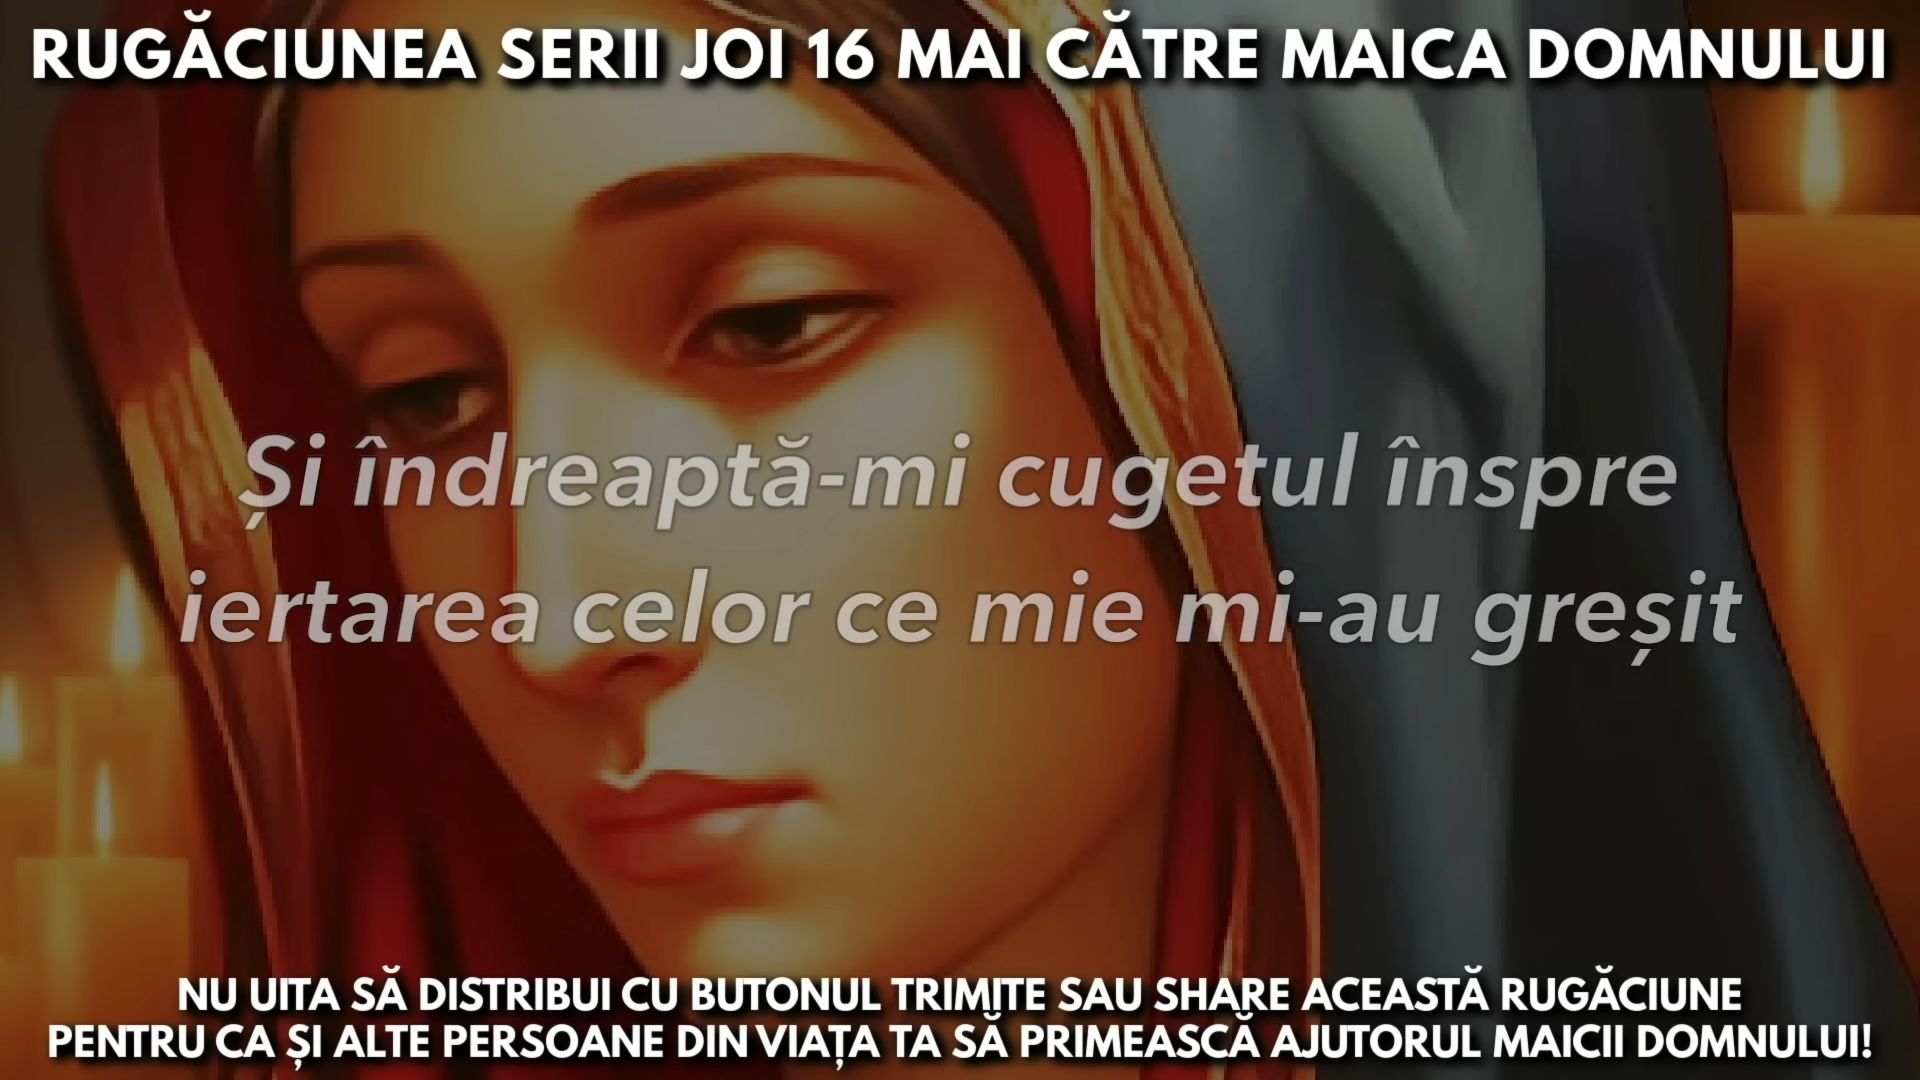 RUGĂCIUNEA SERII JOI 16 MAI CĂTRE MAICA DOMNULUI
Și îndreaptă-mi cugetul înspre
iertarea celor ce mie mi-au greșit
NU UITA SĂ DISTRIBUI CU BUTONUL TRIMITE SAU SHARE ACEASTĂ RUGĂCIUNE
PENTRU CA ȘI ALTE PERSOANE DIN VIAȚA TA SĂ PRIMEASCĂ AJUTORUL MAICII DOMNULUI!